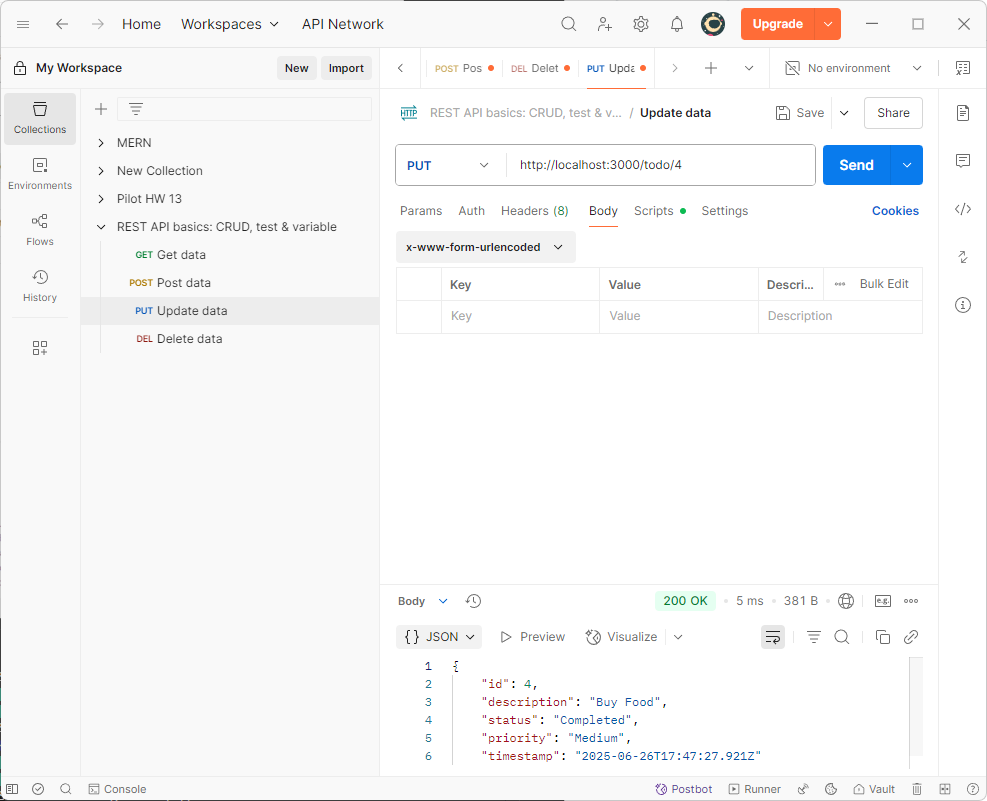 Home Workspaces API Network Upgrade
My Workspace New Import
POST Pos DEL Delet PUT Upda No environment
Collections
Environments
Flows
History
MERN
New Collection
Pilot HW 13
REST API basics: CRUD, test & variable
GET Get data
POST Post data
PUT Update data
DEL Delete data
HTTP REST API basics: CRUD, test & v... / Update data Save Share
PUT http://localhost:3000/todo/4 Send
Params Auth Headers (8) Body Scripts Settings Cookies
x-www-form-urlencoded
Key Value Descri... Bulk Edit
Key Value Description
Body 200 OK 5 ms 381 B e.g.
{} JSON Preview Visualize
1 {
2 "id": 4,
3 "description": "Buy Food",
4 "status": "Completed",
5 "priority": "Medium",
6 "timestamp": "2025-06-26T17:47:27.921Z"
Console Postbot Runner Vault